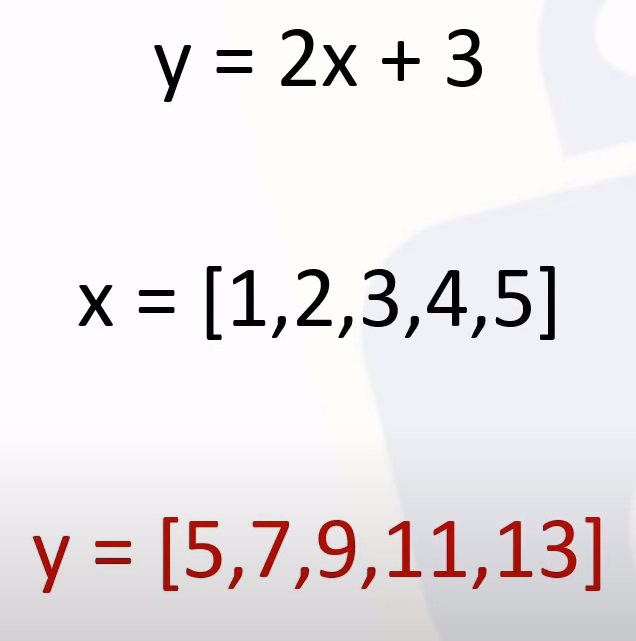 y = 2x + 3
x = [1,2,3,4,5]
y = [5,7,9,11,13]